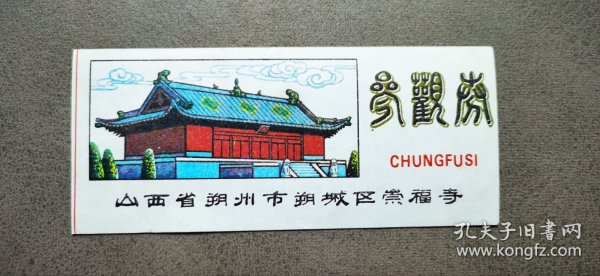 参觀券
CHUNGFUSI
山西省朔州市朔城区崇福寺
孔夫子旧书网
www.kongfz.com